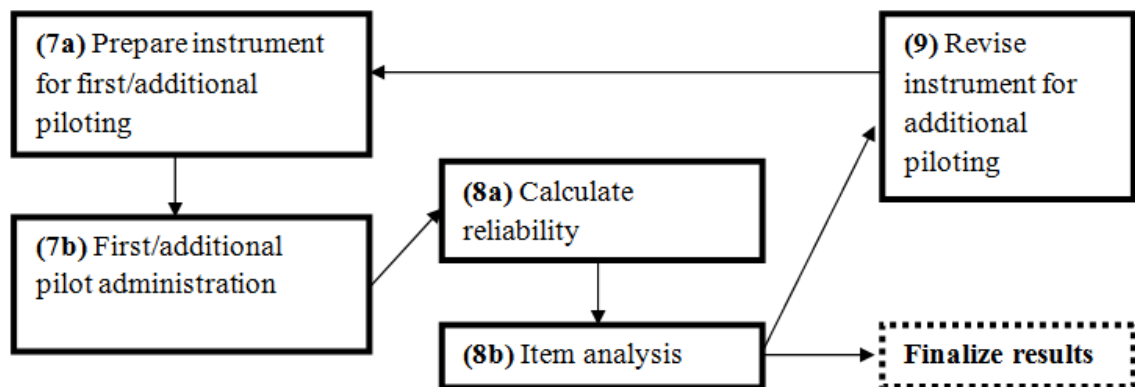 (7a) Prepare instrument
for first/additional
piloting
(9) Revise
instrument for
additional
piloting
(7b) First/additional
pilot administration
(8a) Calculate
reliability
(8b) Item analysis
Finalize results